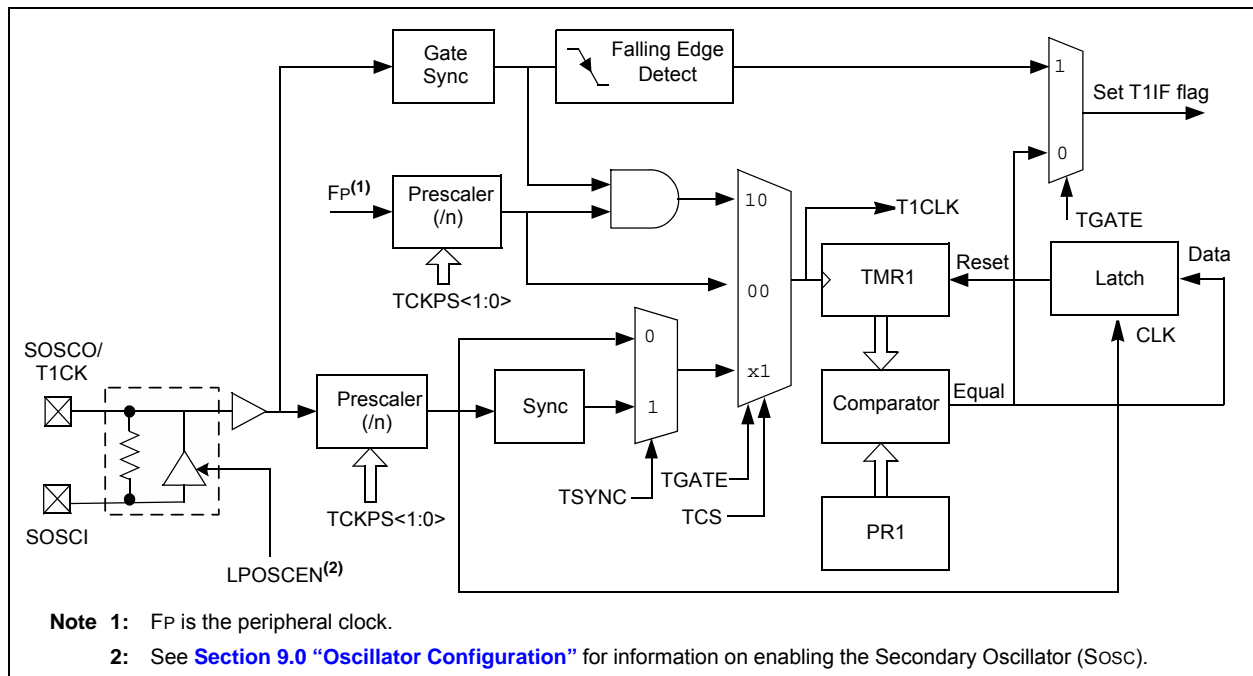 Gate
Sync
Falling Edge
Detect
1
Set T1IF flag
0
FP(1)
Prescaler
(/n)
10
T1CLK
TGATE
TCKPS<1:0>
00
TMR1
Reset
Latch
Data
CLK
SOSCO/
T1CK
0
x1
Prescaler
(/n)
Sync
1
Comparator
Equal
TGATE
TSYNC
TCS
SOSCI
TCKPS<1:0>
PR1
LPOSCEN(2)
Note 1: FP is the peripheral clock.
2: See Section 9.0 “Oscillator Configuration” for information on enabling the Secondary Oscillator (SOSC).